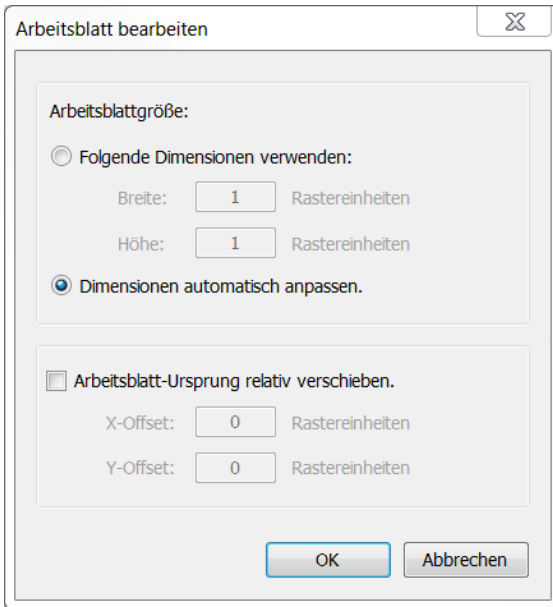 Arbeitsblatt bearbeiten
Arbeitsblattgröße:
Folgende Dimensionen verwenden:
Breite: 1 Rastereinheiten
Höhe: 1 Rastereinheiten
Dimensionen automatisch anpassen.
Arbeitsblatt-Ursprung relativ verschieben.
X-Offset: 0 Rastereinheiten
Y-Offset: 0 Rastereinheiten
OK Abbrechen